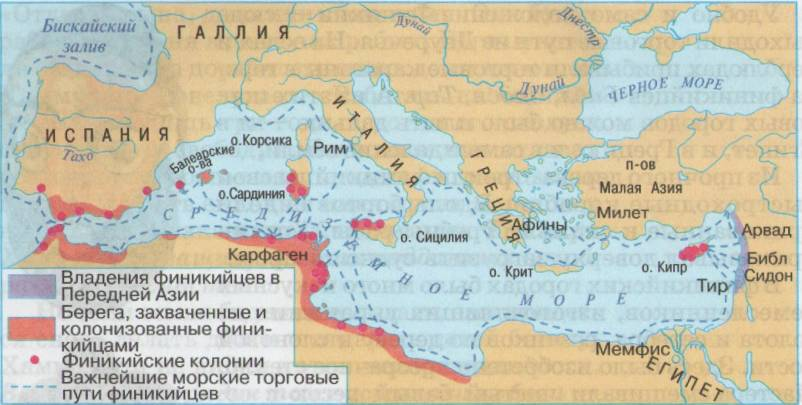 Бискайский
залив
ГАЛЛИЯ
Дунай
Днестр
Дунай
ЧЕРНОЕ МОРЕ
ИСПАНИЯ
Тахо
Балеарские
о-ва
о.Корсика
Рим
ИТАЛИЯ
о.Сардиния
ГРЕЦИЯ
п-ов
Малая Азия
Афины
Милет
Арвад
СРЕДИЗЕМНОЕ МОРЕ
о. Сицилия
Карфаген
о. Крит
о. Кипр
Библ
Сидон
Тир
Мемфис
ЕГИПЕТ
Владения финикийцев в
Передней Азии
Берега, захваченные и
колонизованные фини-
кийцами
Финикийские колонии
Важнейшие морские торговые
пути финикийцев